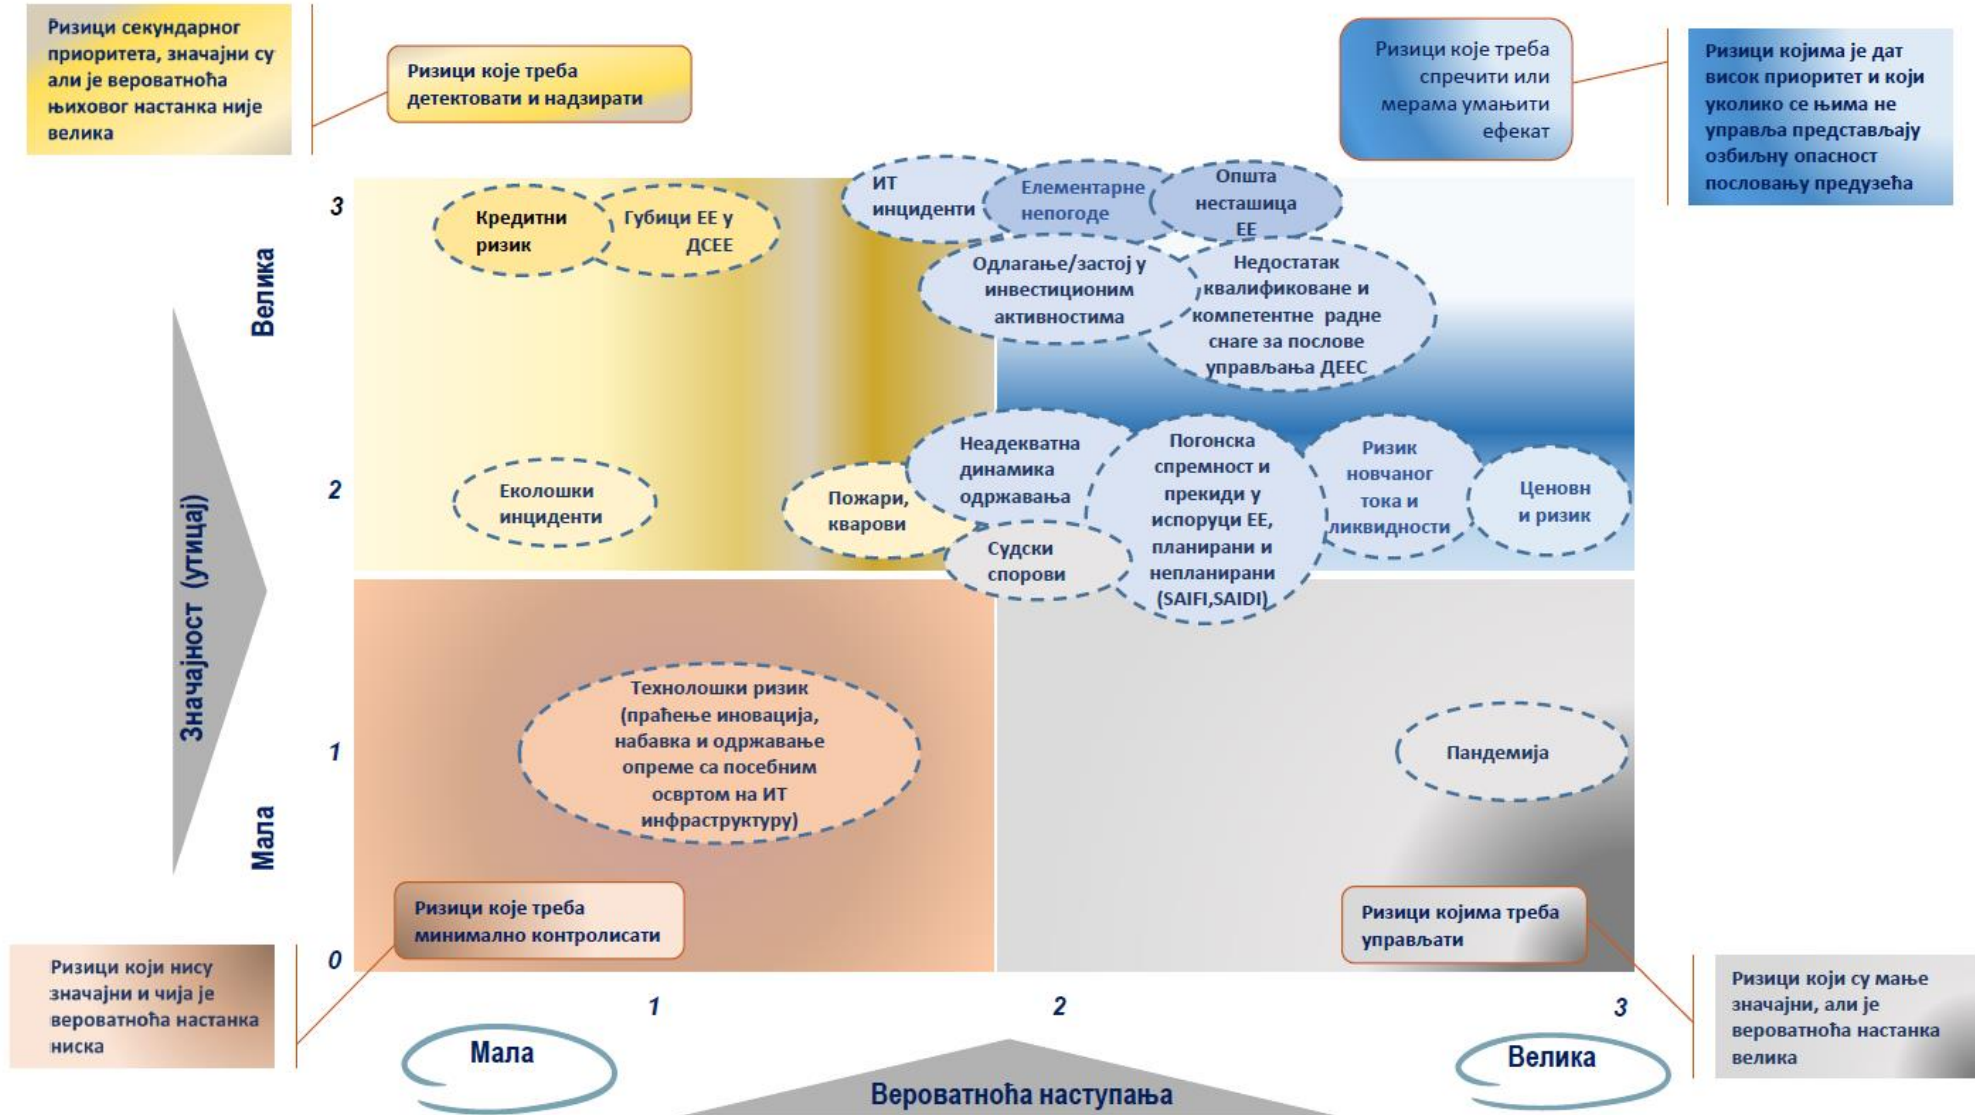 Ризици секундарног
приоритета, значајни су
али је вероватноћа
њиховог настанка није
велика
Ризици које треба
детектовати и надзирати
Ризици које треба
спречити или
мерама умањити
ефекат
Ризици којима је дат
висок приоритет и који
уколико се њима не
управља представљају
озбиљну опасност
пословању предузећа
3
Велика
2
Значајност (утицај)
1
Мала
0
Кредитни
ризик
Губици ЕЕ у
ДСЕЕ
ИТ
инциденти
Елементарне
непогоде
Општа
несташица
ЕЕ
Одлагање/застој у
инвестиционим
активностима
Недостатак
квалификоване и
компетентне радне
снаге за послове
управљања ДЕЕС
Еколошки
инциденти
Пожари,
кварови
Неадекватна
динамика
одржавања
Судски
спорови
Погонска
спремност и
прекиди у
испоруци ЕЕ,
планирани и
непланирани
(SAIFI,SAIDI)
Ризик
новчаног
тока и
ликвидности
Ценовн
и ризик
Технолошки ризик
(праћење иновација,
набавка и одржавање
опреме са посебним
освртом на ИТ
инфраструктуру)
Пандемија
Ризици које треба
минимално контролисати
Ризици којима треба
управљати
Ризици који нису
значајни и чија је
вероватноћа настанка
ниска
Ризици који су мање
значајни, али је
вероватноћа настанка
велика
1
2
3
Мала
Велика
Вероватноћа наступања